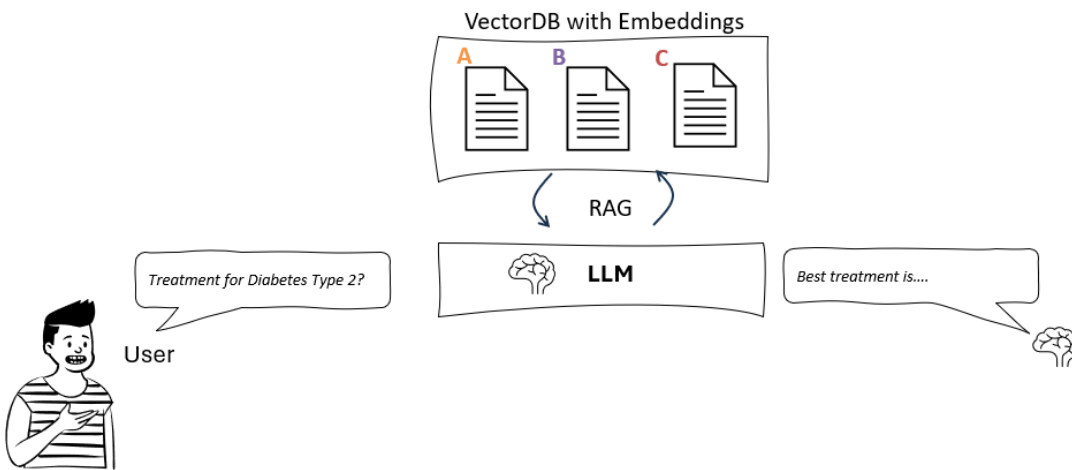 VectorDB with Embeddings
A B C
RAG
Treatment for Diabetes Type 2?
LLM
Best treatment is....
User